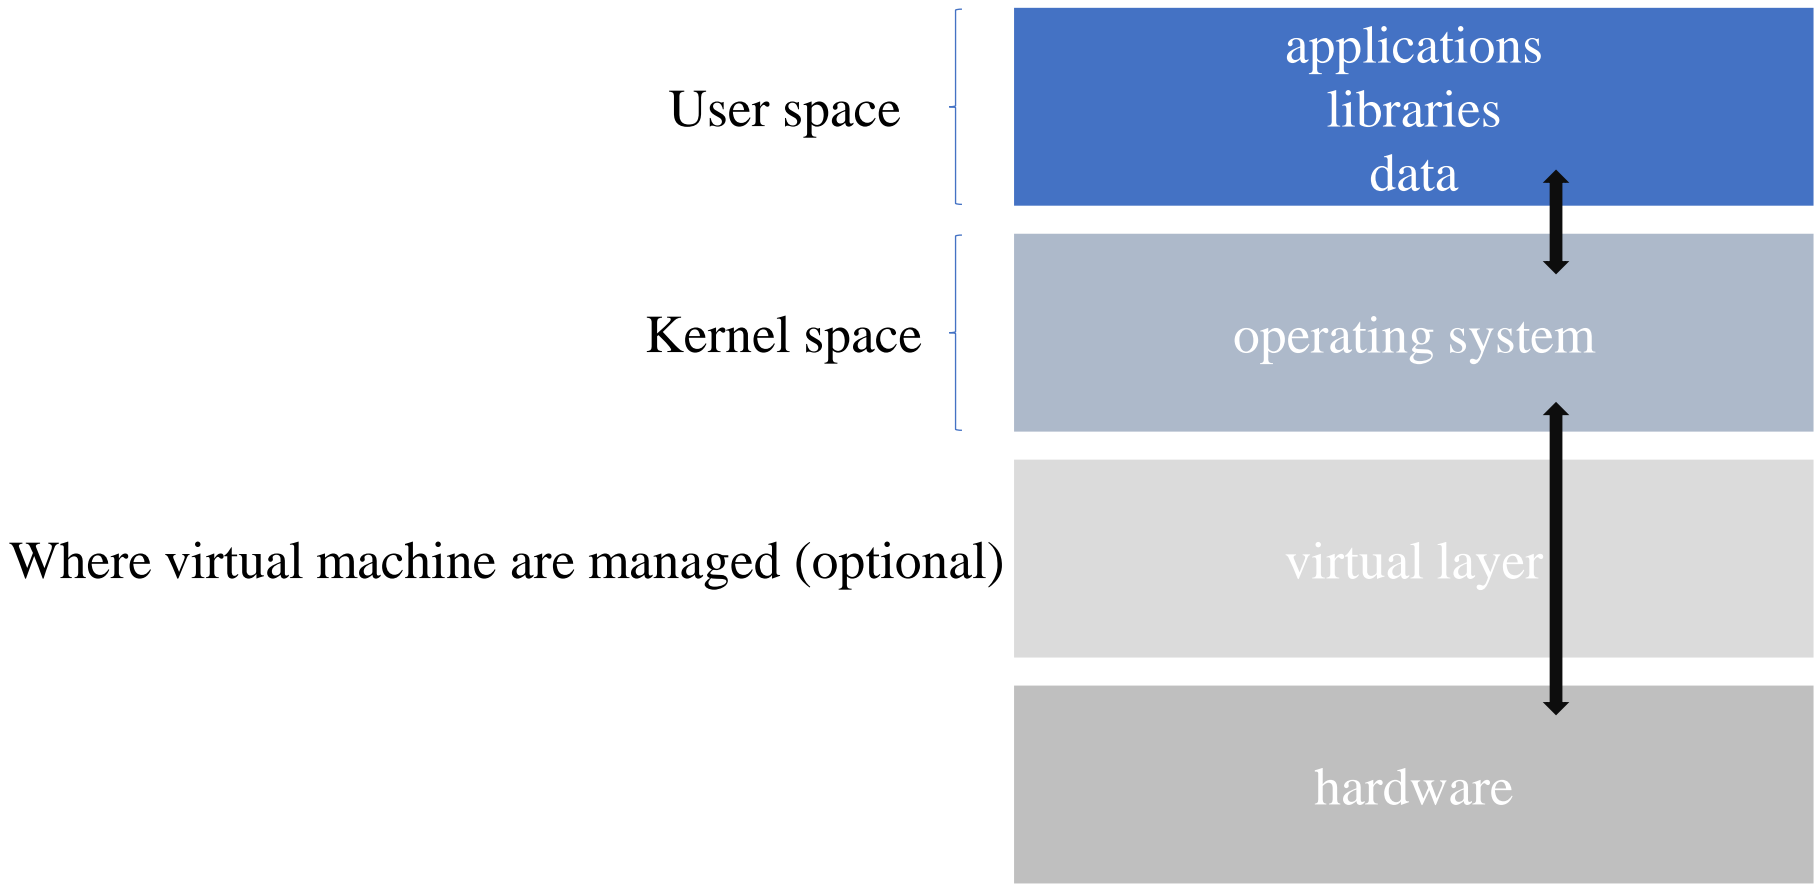 applications
libraries
data
User space
operating system
Kernel space
virtual layer
Where virtual machine are managed (optional)
hardware